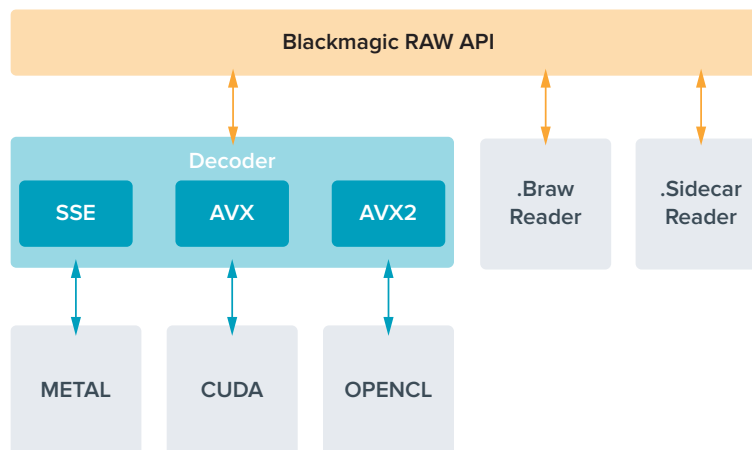 Blackmagic RAW API
Decoder
SSE
AVX
AVX2
.Braw
Reader
.Sidecar
Reader
METAL
CUDA
OPENCL